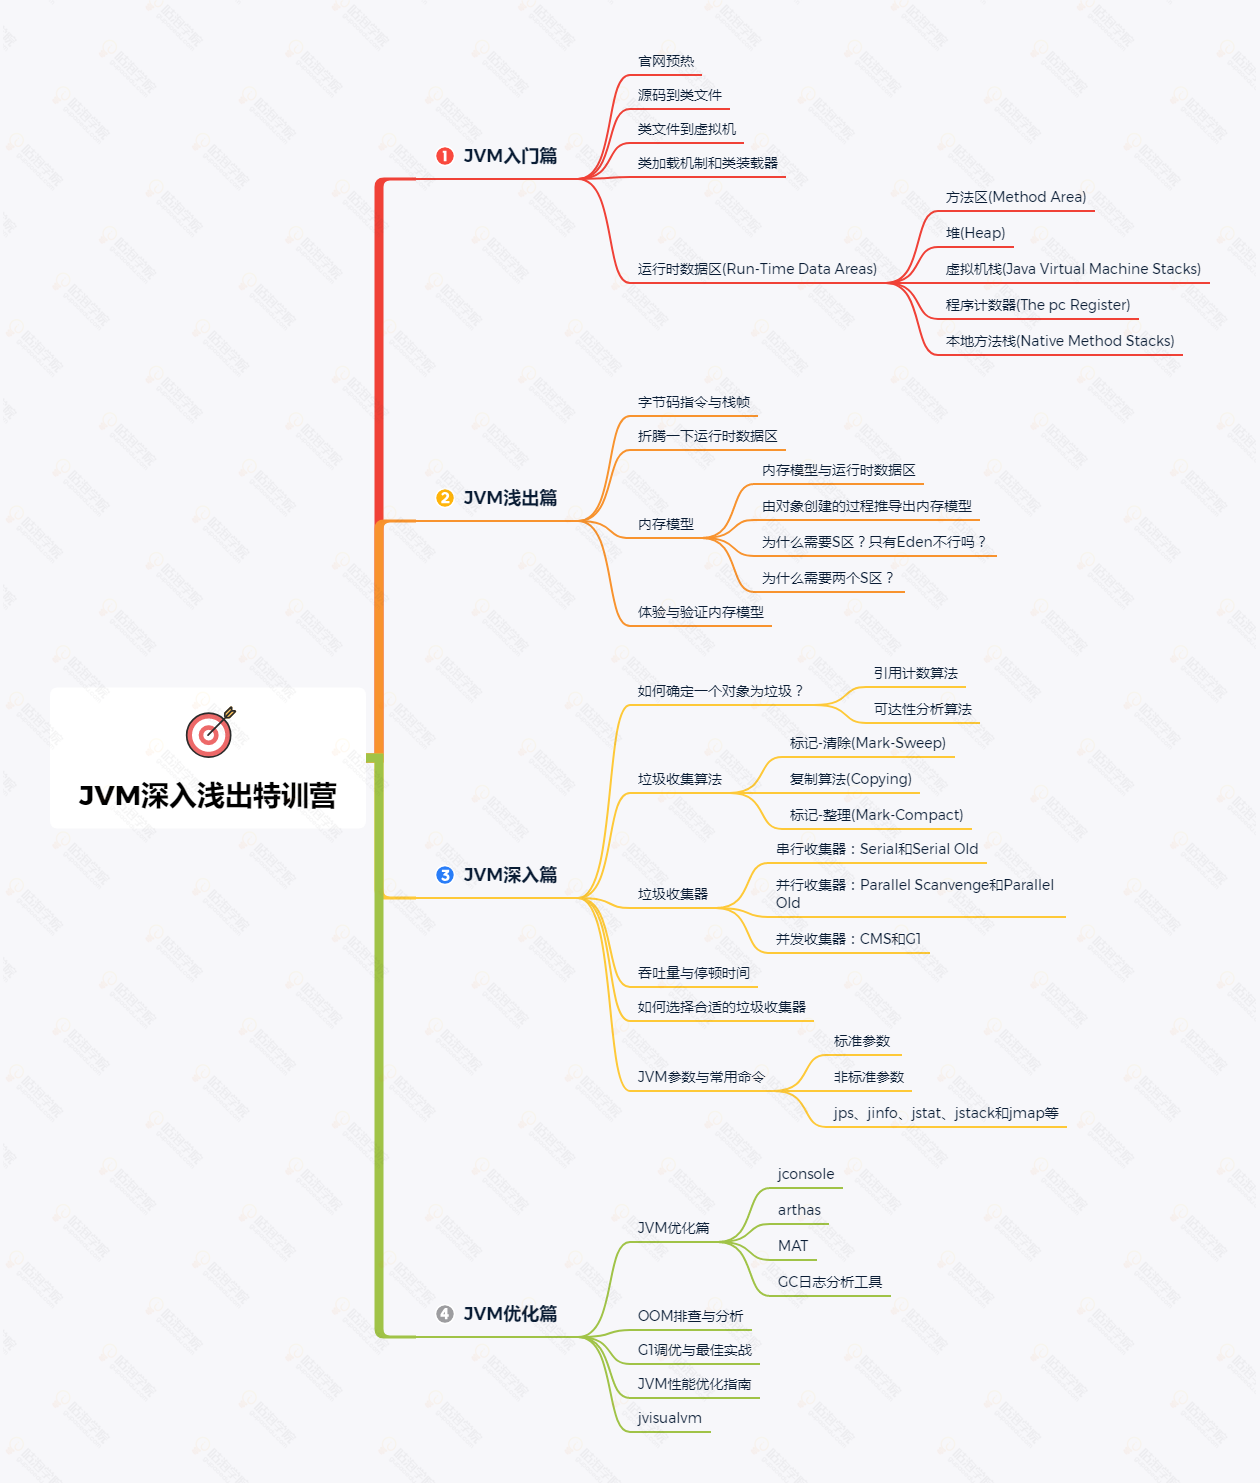 JVM深入浅出特训营
1 JVM入门篇
官网预热
源码到类文件
类文件到虚拟机
类加载机制和类装载器
运行时数据区(Run-Time Data Areas)
方法区(Method Area)
堆(Heap)
虚拟机栈(Java Virtual Machine Stacks)
程序计数器(The pc Register)
本地方法栈(Native Method Stacks)
2 JVM浅出篇
字节码指令与栈帧
折腾一下运行时数据区
内存模型
内存模型与运行时数据区
由对象创建的过程推导出内存模型
为什么需要S区？只有Eden不行吗？
为什么需要两个S区？
体验与验证内存模型
3 JVM深入篇
如何确定一个对象为垃圾？
引用计数算法
可达性分析算法
垃圾收集算法
标记-清除(Mark-Sweep)
复制算法(Copying)
标记-整理(Mark-Compact)
垃圾收集器
串行收集器：Serial和Serial Old
并行收集器：Parallel Scanvenge和Parallel
Old
并发收集器：CMS和G1
吞吐量与停顿时间
如何选择合适的垃圾收集器
JVM参数与常用命令
标准参数
非标准参数
jps、jinfo、jstat、jstack和jmap等
4 JVM优化篇
JVM优化篇
jconsole
arthas
MAT
GC日志分析工具
OOM排查与分析
G1调优与最佳实战
JVM性能优化指南
jvisualvm